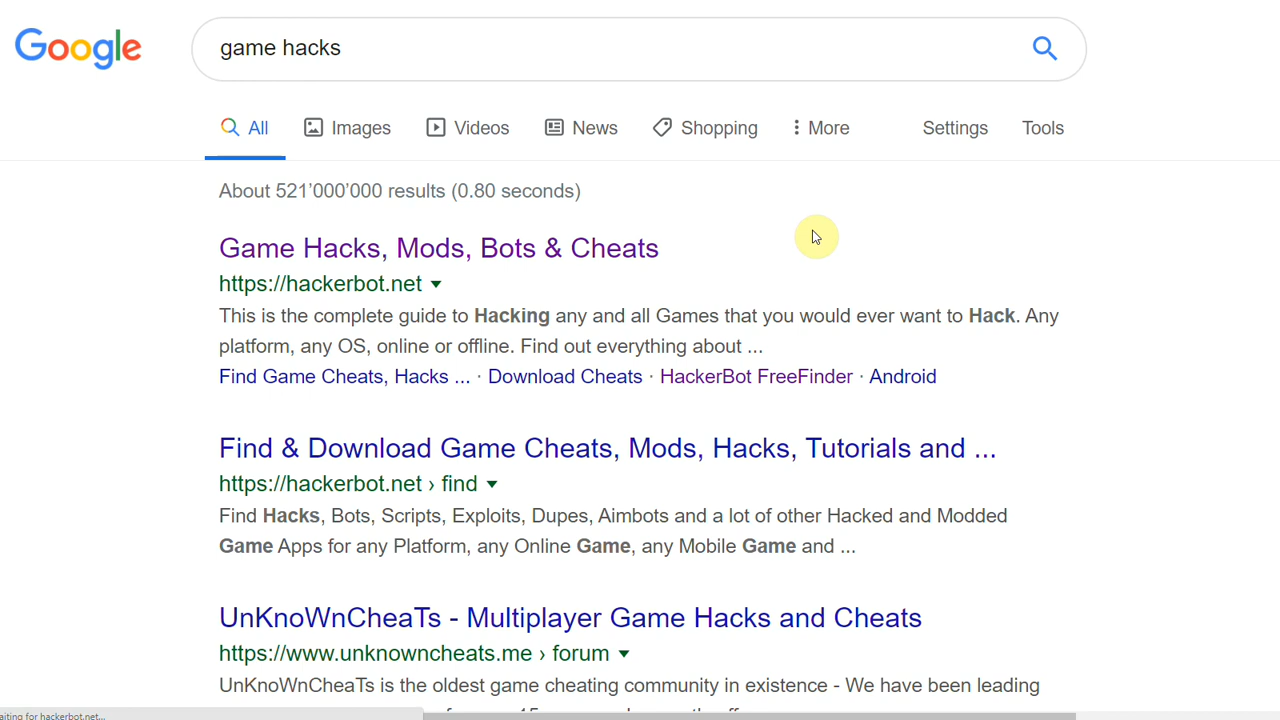 Google
game hacks
All Images Videos News Shopping More Settings Tools
About 521'000'000 results (0.80 seconds)
Game Hacks, Mods, Bots & Cheats
https://hackerbot.net
This is the complete guide to Hacking any and all Games that you would ever want to Hack. Any
platform, any OS, online or offline. Find out everything about ...
Find Game Cheats, Hacks ... · Download Cheats · HackerBot FreeFinder · Android
Find & Download Game Cheats, Mods, Hacks, Tutorials and ...
https://hackerbot.net › find
Find Hacks, Bots, Scripts, Exploits, Dupes, Aimbots and a lot of other Hacked and Modded
Game Apps for any Platform, any Online Game, any Mobile Game and ...
UnKnoWnCheaTs - Multiplayer Game Hacks and Cheats
https://www.unknowncheats.me › forum
UnKnoWnCheaTs is the oldest game cheating community in existence - We have been leading
aiting for hackerbot.net...